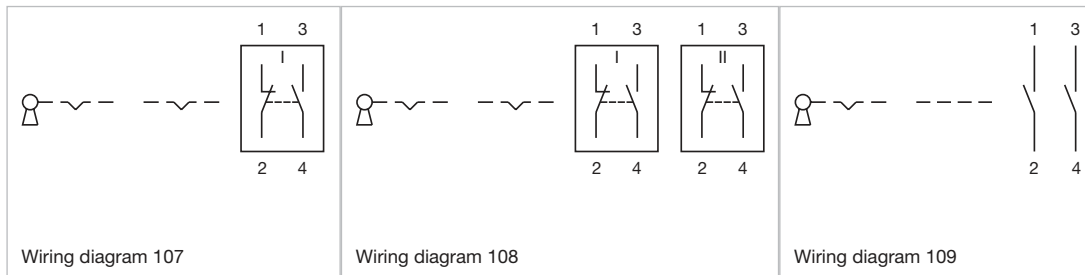 1 3
I
2 4
Wiring diagram 107
1 3 1 3
I II
2 4 2 4
Wiring diagram 108
1 3
2 4
Wiring diagram 109